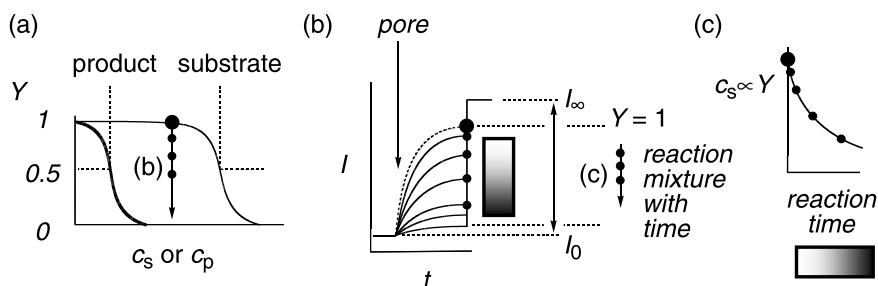 (a)
product substrate
Y
1
0.5
(b)
0
cs or cp
(b)
pore
I
I∞
Y = 1
(c)
reaction
mixture
with
time
I0
t
(c)
cs∝Y
reaction
time